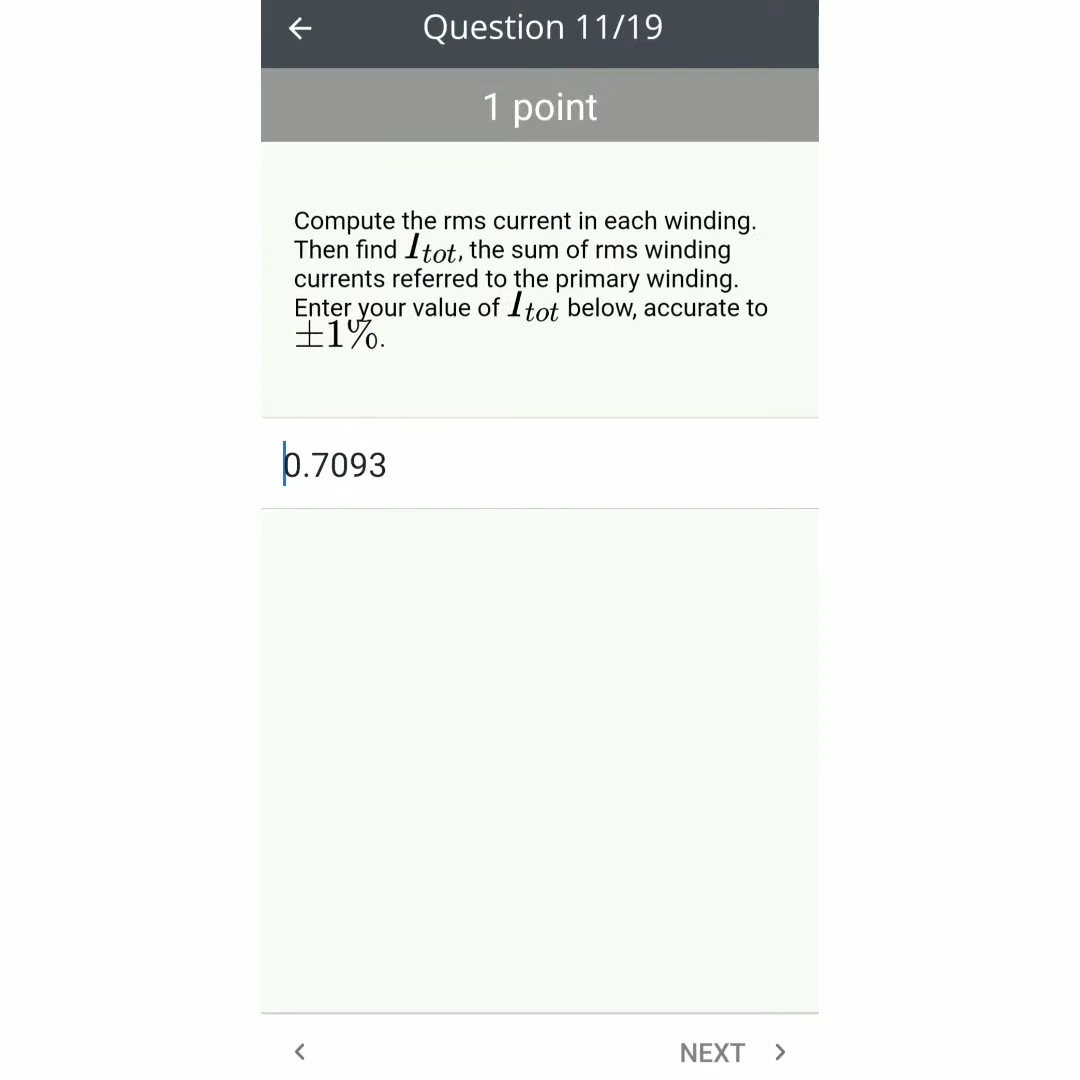 Question 11/19
1 point
Compute the rms current in each winding.
Then find I_tot, the sum of rms winding
currents referred to the primary winding.
Enter your value of I_tot below, accurate to
±1%.
0.7093
NEXT